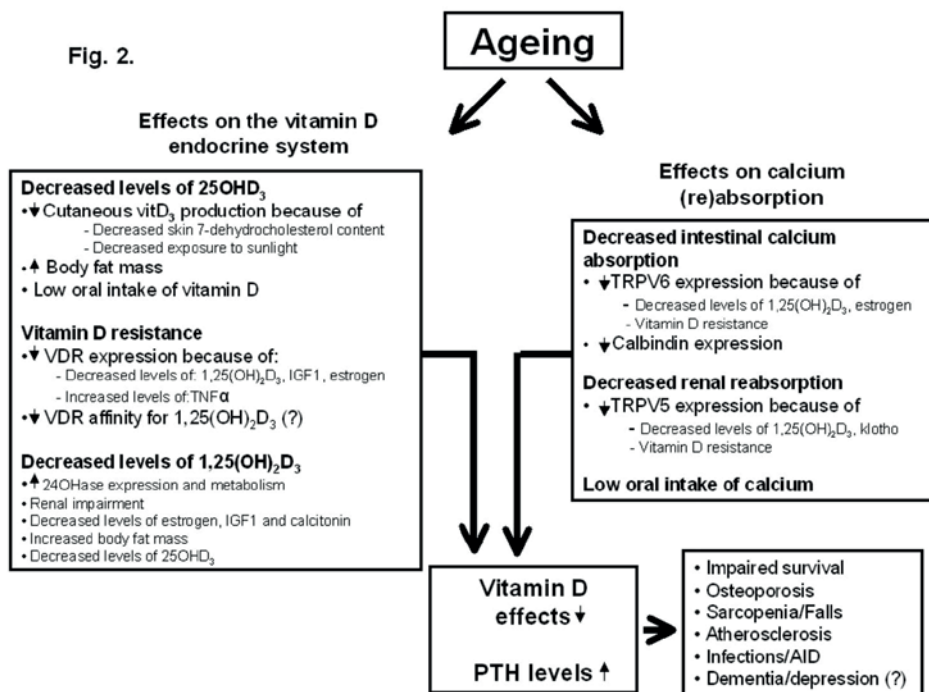 Fig. 2.
Ageing
Effects on the vitamin D
endocrine system
Decreased levels of 25OHD₃
•↓Cutaneous vitD₃ production because of
- Decreased skin 7-dehydrocholesterol content
- Decreased exposure to sunlight
•↑ Body fat mass
• Low oral intake of vitamin D
Vitamin D resistance
•↓ VDR expression because of:
- Decreased levels of: 1,25(OH)₂D₃, IGF1, estrogen
- Increased levels of:TNFα
•↓VDR affinity for 1,25(OH)₂D₃ (?)
Decreased levels of 1,25(OH)₂D₃
•↑24OHase expression and metabolism
•Renal impairment
•Decreased levels of estrogen, IGF1 and calcitonin
•Increased body fat mass
•Decreased levels of 25OHD₃
Effects on calcium
(re)absorption
Decreased intestinal calcium
absorption
• ↓TRPV6 expression because of
- Decreased levels of 1,25(OH)₂D₃, estrogen
- Vitamin D resistance
• ↓Calbindin expression
Decreased renal reabsorption
• ↓TRPV5 expression because of
- Decreased levels of 1,25(OH)₂D₃, klotho
- Vitamin D resistance
Low oral intake of calcium
Vitamin D
effects↓
PTH levels ↑
• Impaired survival
• Osteoporosis
• Sarcopenia/Falls
• Atherosclerosis
• Infections/AID
• Dementia/depression (?)